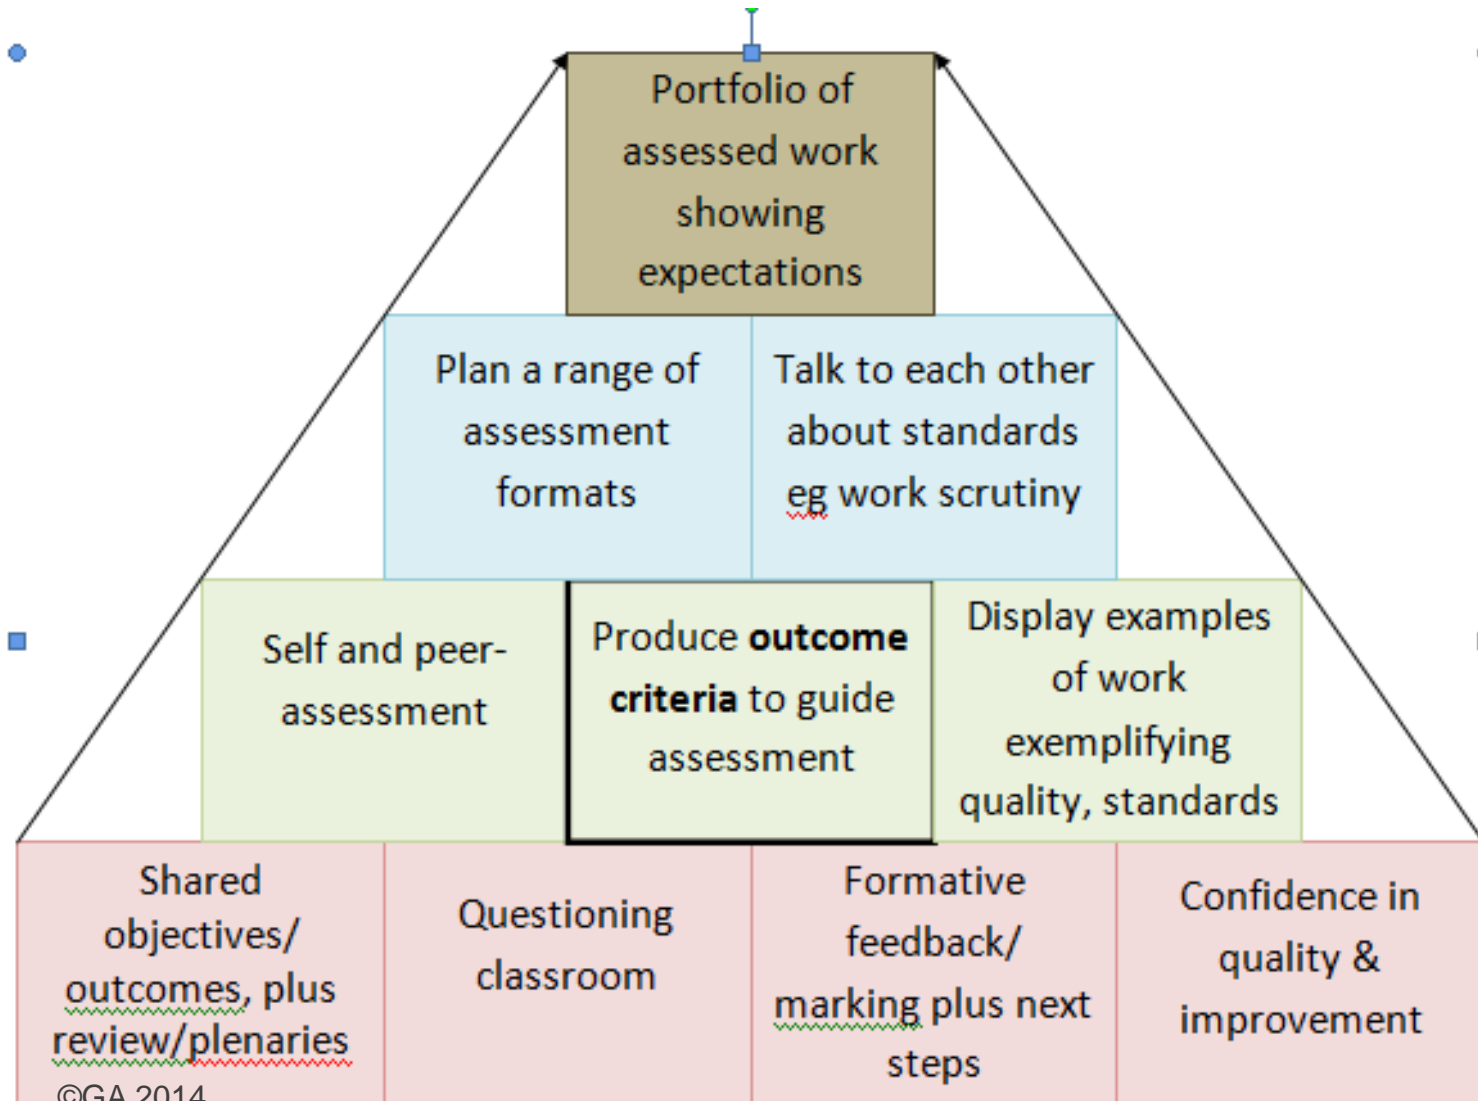 Portfolio of
assessed work
showing
expectations
Plan a range of
assessment
formats
Talk to each other
about standards
eg work scrutiny
Self and peer-
assessment
Produce outcome
criteria to guide
assessment
Display examples
of work
exemplifying
quality, standards
Shared
objectives/
outcomes, plus
review/plenaries
Questioning
classroom
Formative
feedback/
marking plus next
steps
Confidence in
quality &
improvement
©GA 2014